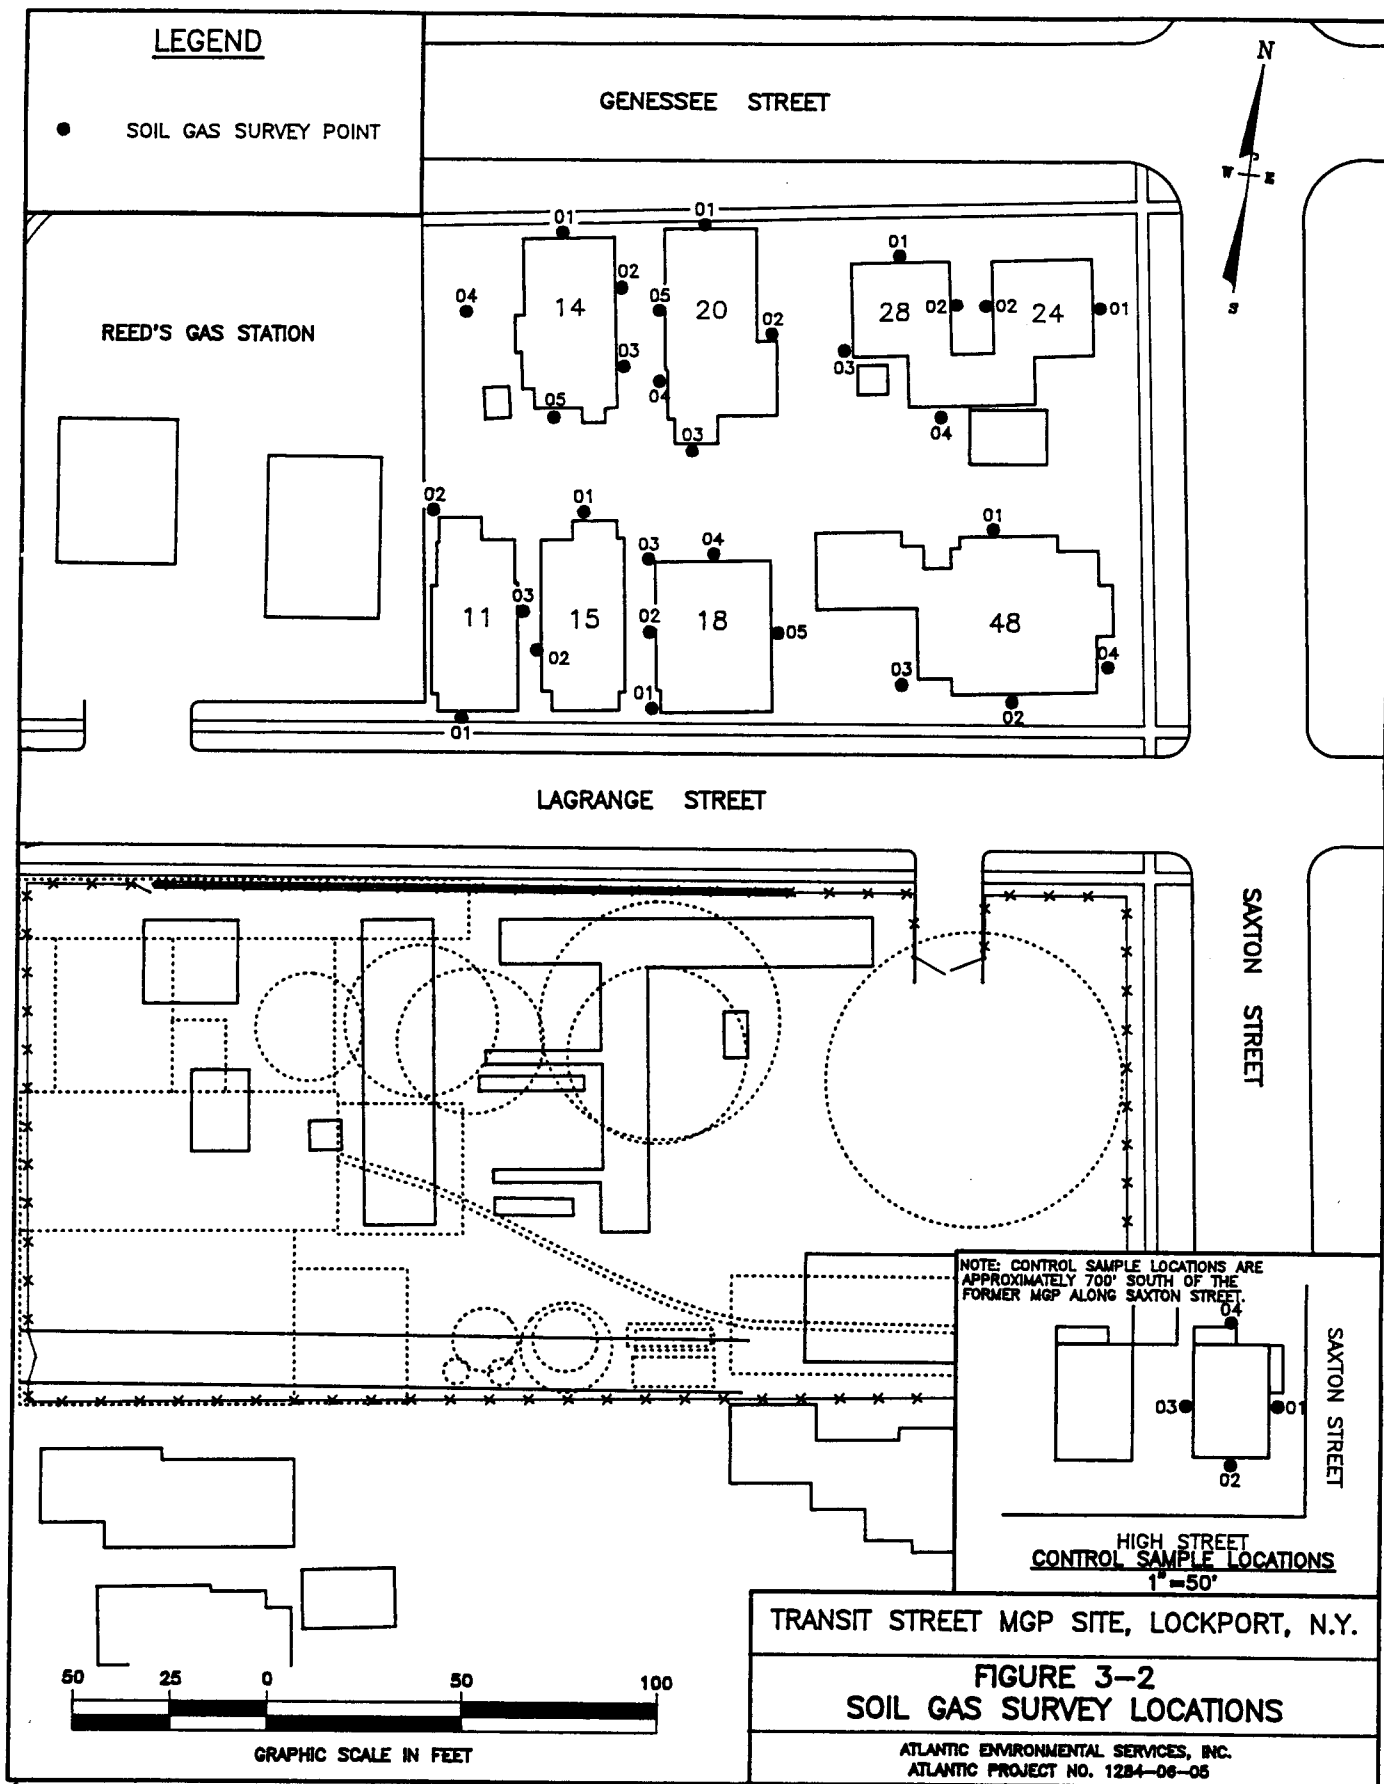 LEGEND
SOIL GAS SURVEY POINT
GENESSEE STREET
N
W E
S
REED'S GAS STATION
01
02
03
04
05
14
01
02
03
04
05
20
01
02
03
04
28
01
02
24
01
02
03
11
01
02
15
01
02
03
04
05
18
01
02
03
04
48
LAGRANGE STREET
SAXTON STREET
NOTE: CONTROL SAMPLE LOCATIONS ARE
APPROXIMATELY 700' SOUTH OF THE
FORMER MGP ALONG SAXTON STREET.
04
03
01
02
SAXTON STREET
HIGH STREET
CONTROL SAMPLE LOCATIONS
1"=50'
50 25 0 50 100
GRAPHIC SCALE IN FEET
TRANSIT STREET MGP SITE, LOCKPORT, N.Y.
FIGURE 3-2
SOIL GAS SURVEY LOCATIONS
ATLANTIC ENVIRONMENTAL SERVICES, INC.
ATLANTIC PROJECT NO. 1284-06-05